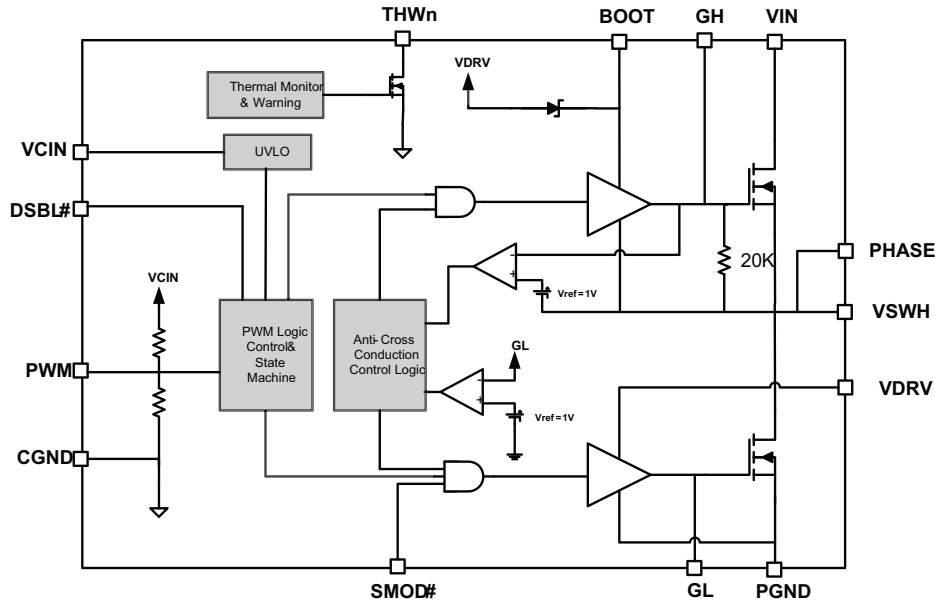 THWn
BOOT
GH
VIN
VDRV
Thermal Monitor
& Warning
VCIN
UVLO
DSBL#
PHASE
20K
VCIN
Vref = 1V
VSWH
PWM Logic
Control&
State
Machine
Anti- Cross
Conduction
Control Logic
GL
PWM
VDRV
Vref = 1V
CGND
SMOD#
GL
PGND
-
+
-
+